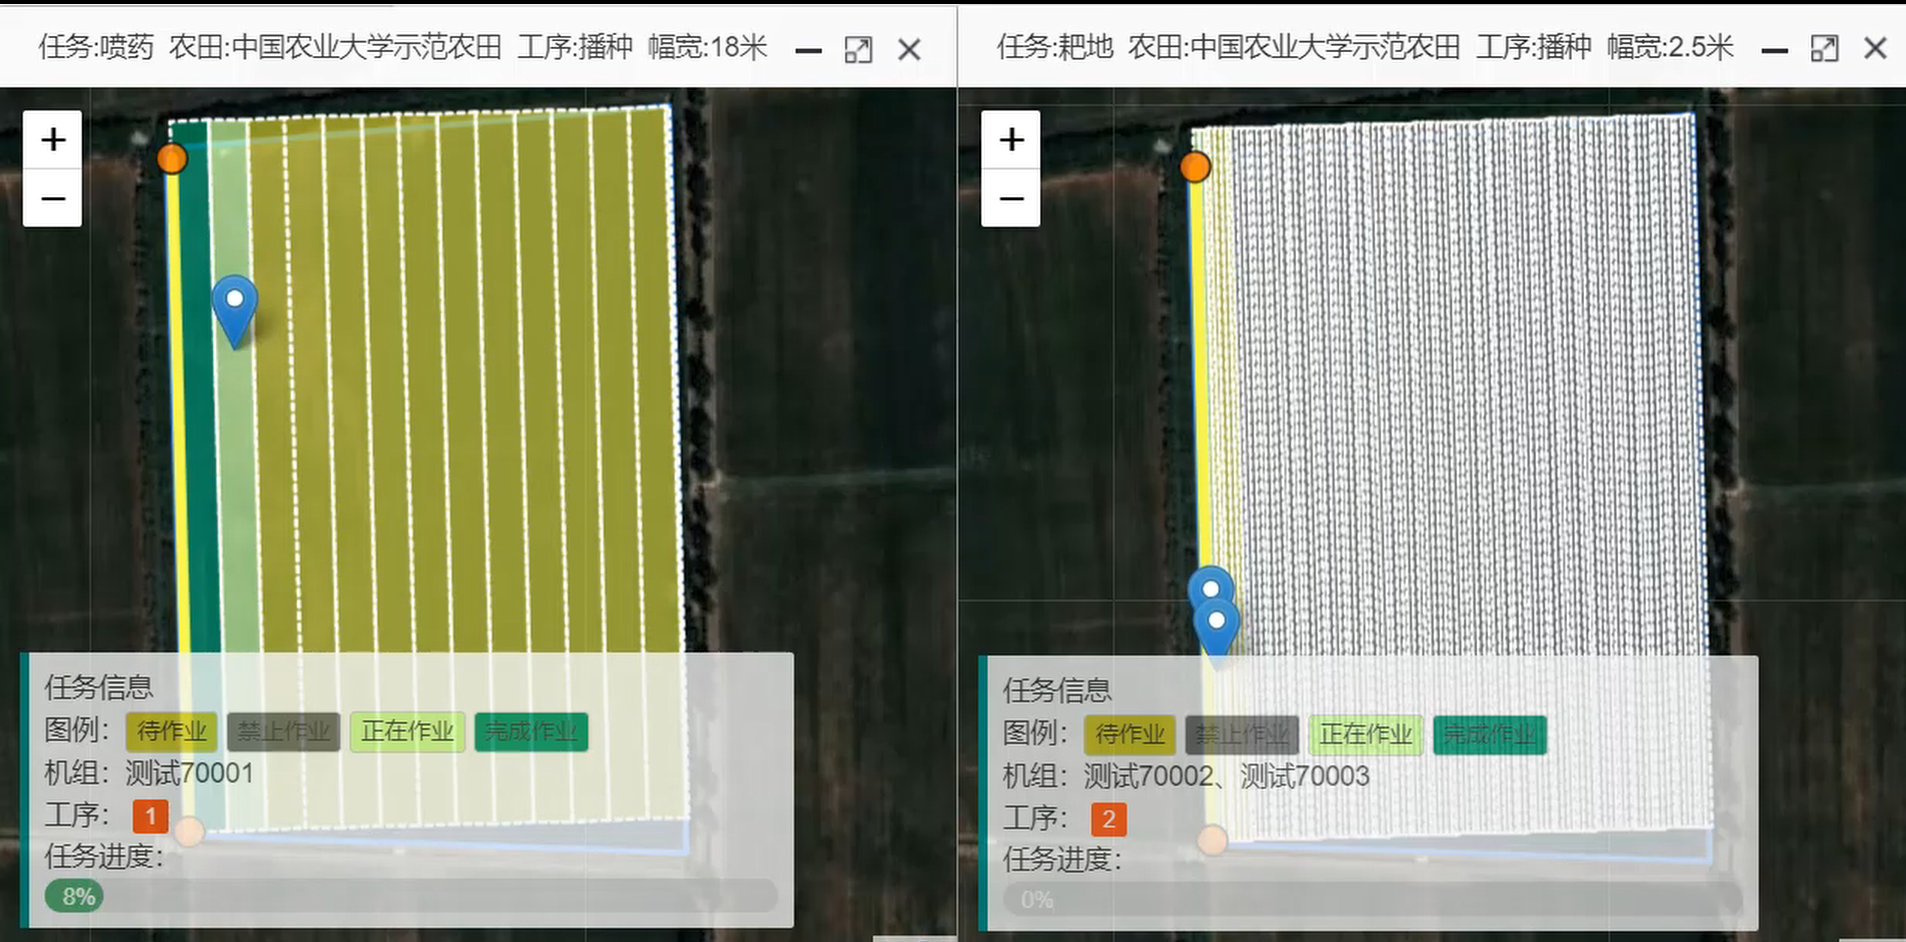 任务:喷药 农田:中国农业大学示范农田 工序:播种 幅宽:18米
+
−
任务信息
图例： 待作业 禁止作业 正在作业 完成作业
机组：测试70001
工序： 1
任务进度：
8%
任务:耙地 农田:中国农业大学示范农田 工序:播种 幅宽:2.5米
+
−
任务信息
图例： 待作业 禁止作业 正在作业 完成作业
机组：测试70002、测试70003
工序： 2
任务进度：
0%